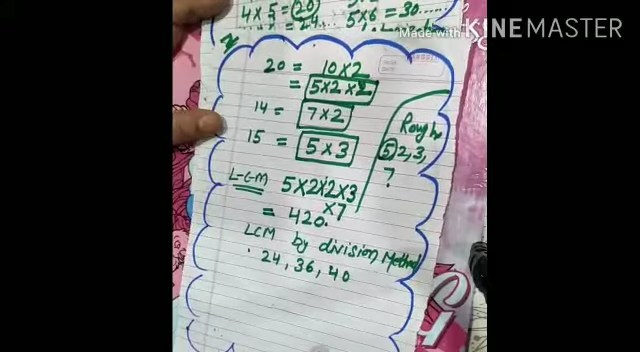 4 × 5 = (20)
5×6 = 30......
= 24..
Made with KINEMASTER
20 = 10×2
= 5×2×2
14 = 7×2
15 = 5×3
Rough
5 2, 3,
7
L-C-M 5×2×2×3
×7
= 420.
LCM by division Method
24, 36, 40